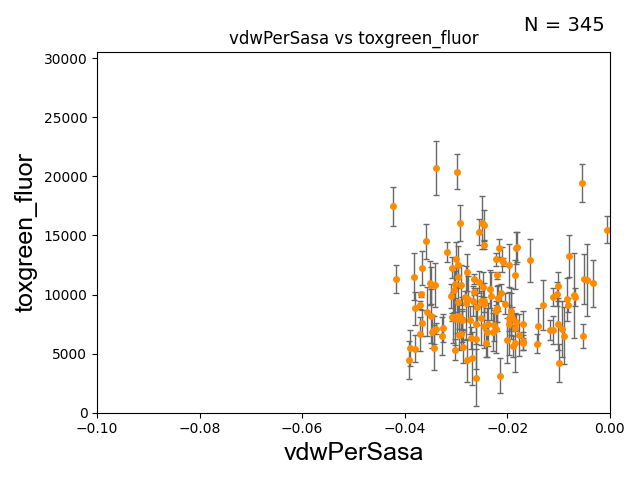 N = 345
vdwPerSasa vs toxgreen_fluor
30000
25000
20000
15000
10000
5000
0
toxgreen_fluor
−0.10 −0.08 −0.06 −0.04 −0.02 0.00
vdwPerSasa